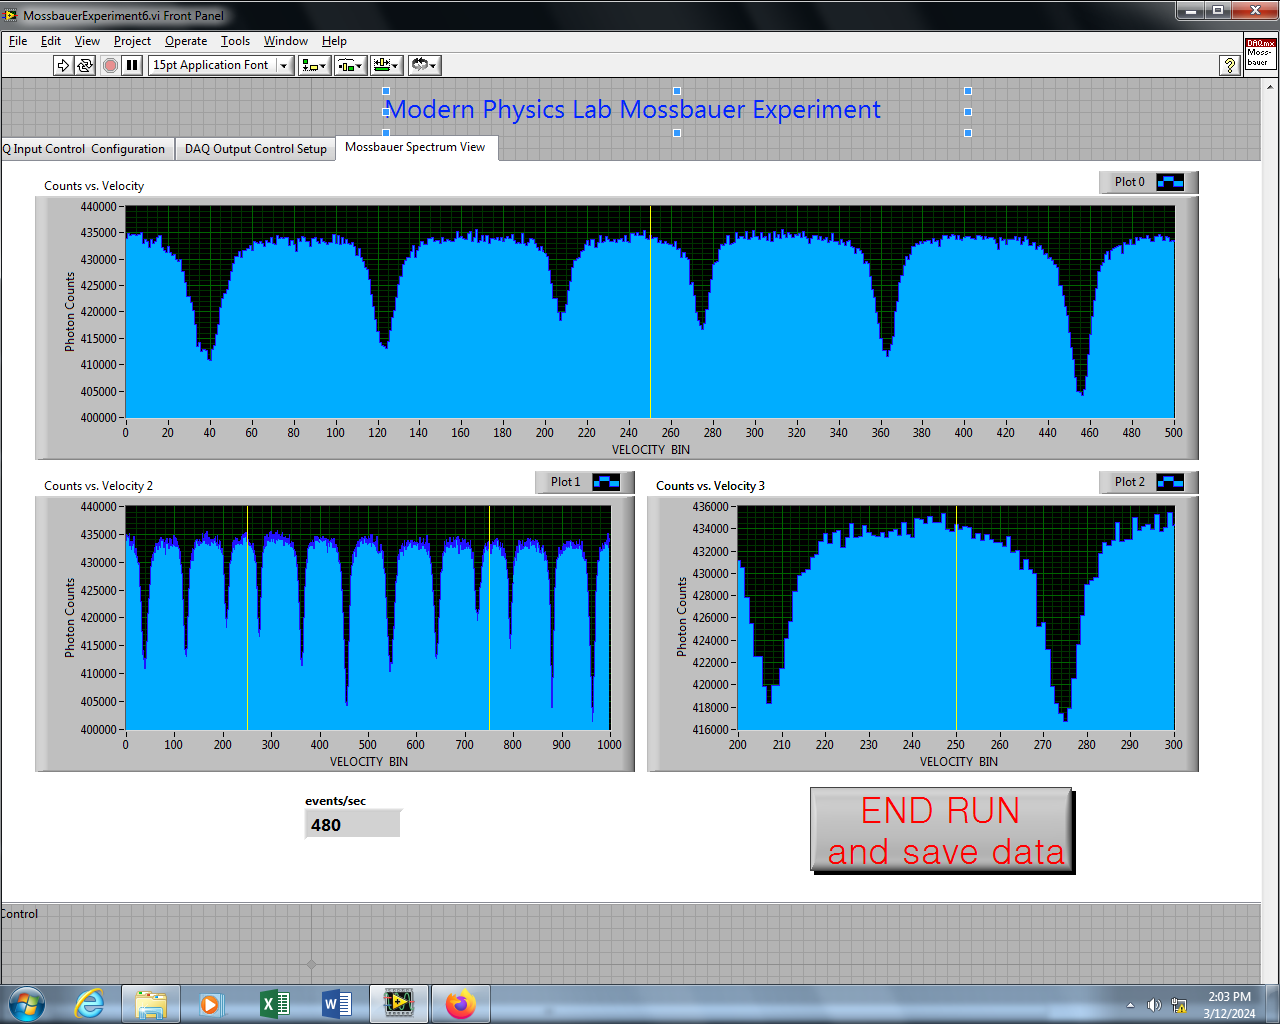 MossbauerExperiment6.vi Front Panel
File Edit View Project Operate Tools Window Help
15pt Application Font
DAQmx
Moss-
bauer
Modern Physics Lab Mossbauer Experiment
Q Input Control Configuration DAQ Output Control Setup Mossbauer Spectrum View
Counts vs. Velocity
Plot 0
440000
435000
430000
425000
420000
415000
410000
405000
400000
Photon Counts
0 20 40 60 80 100 120 140 160 180 200 220 240 260 280 300 320 340 360 380 400 420 440 460 480 500
VELOCITY BIN
Counts vs. Velocity 2
Plot 1
440000
435000
430000
425000
420000
415000
410000
405000
400000
Photon Counts
0 100 200 300 400 500 600 700 800 900 1000
VELOCITY BIN
Counts vs. Velocity 3
Plot 2
436000
434000
432000
430000
428000
426000
424000
422000
420000
418000
416000
Photon Counts
200 210 220 230 240 250 260 270 280 290 300
VELOCITY BIN
events/sec
480
END RUN
and save data
Control
2:03 PM
3/12/2024